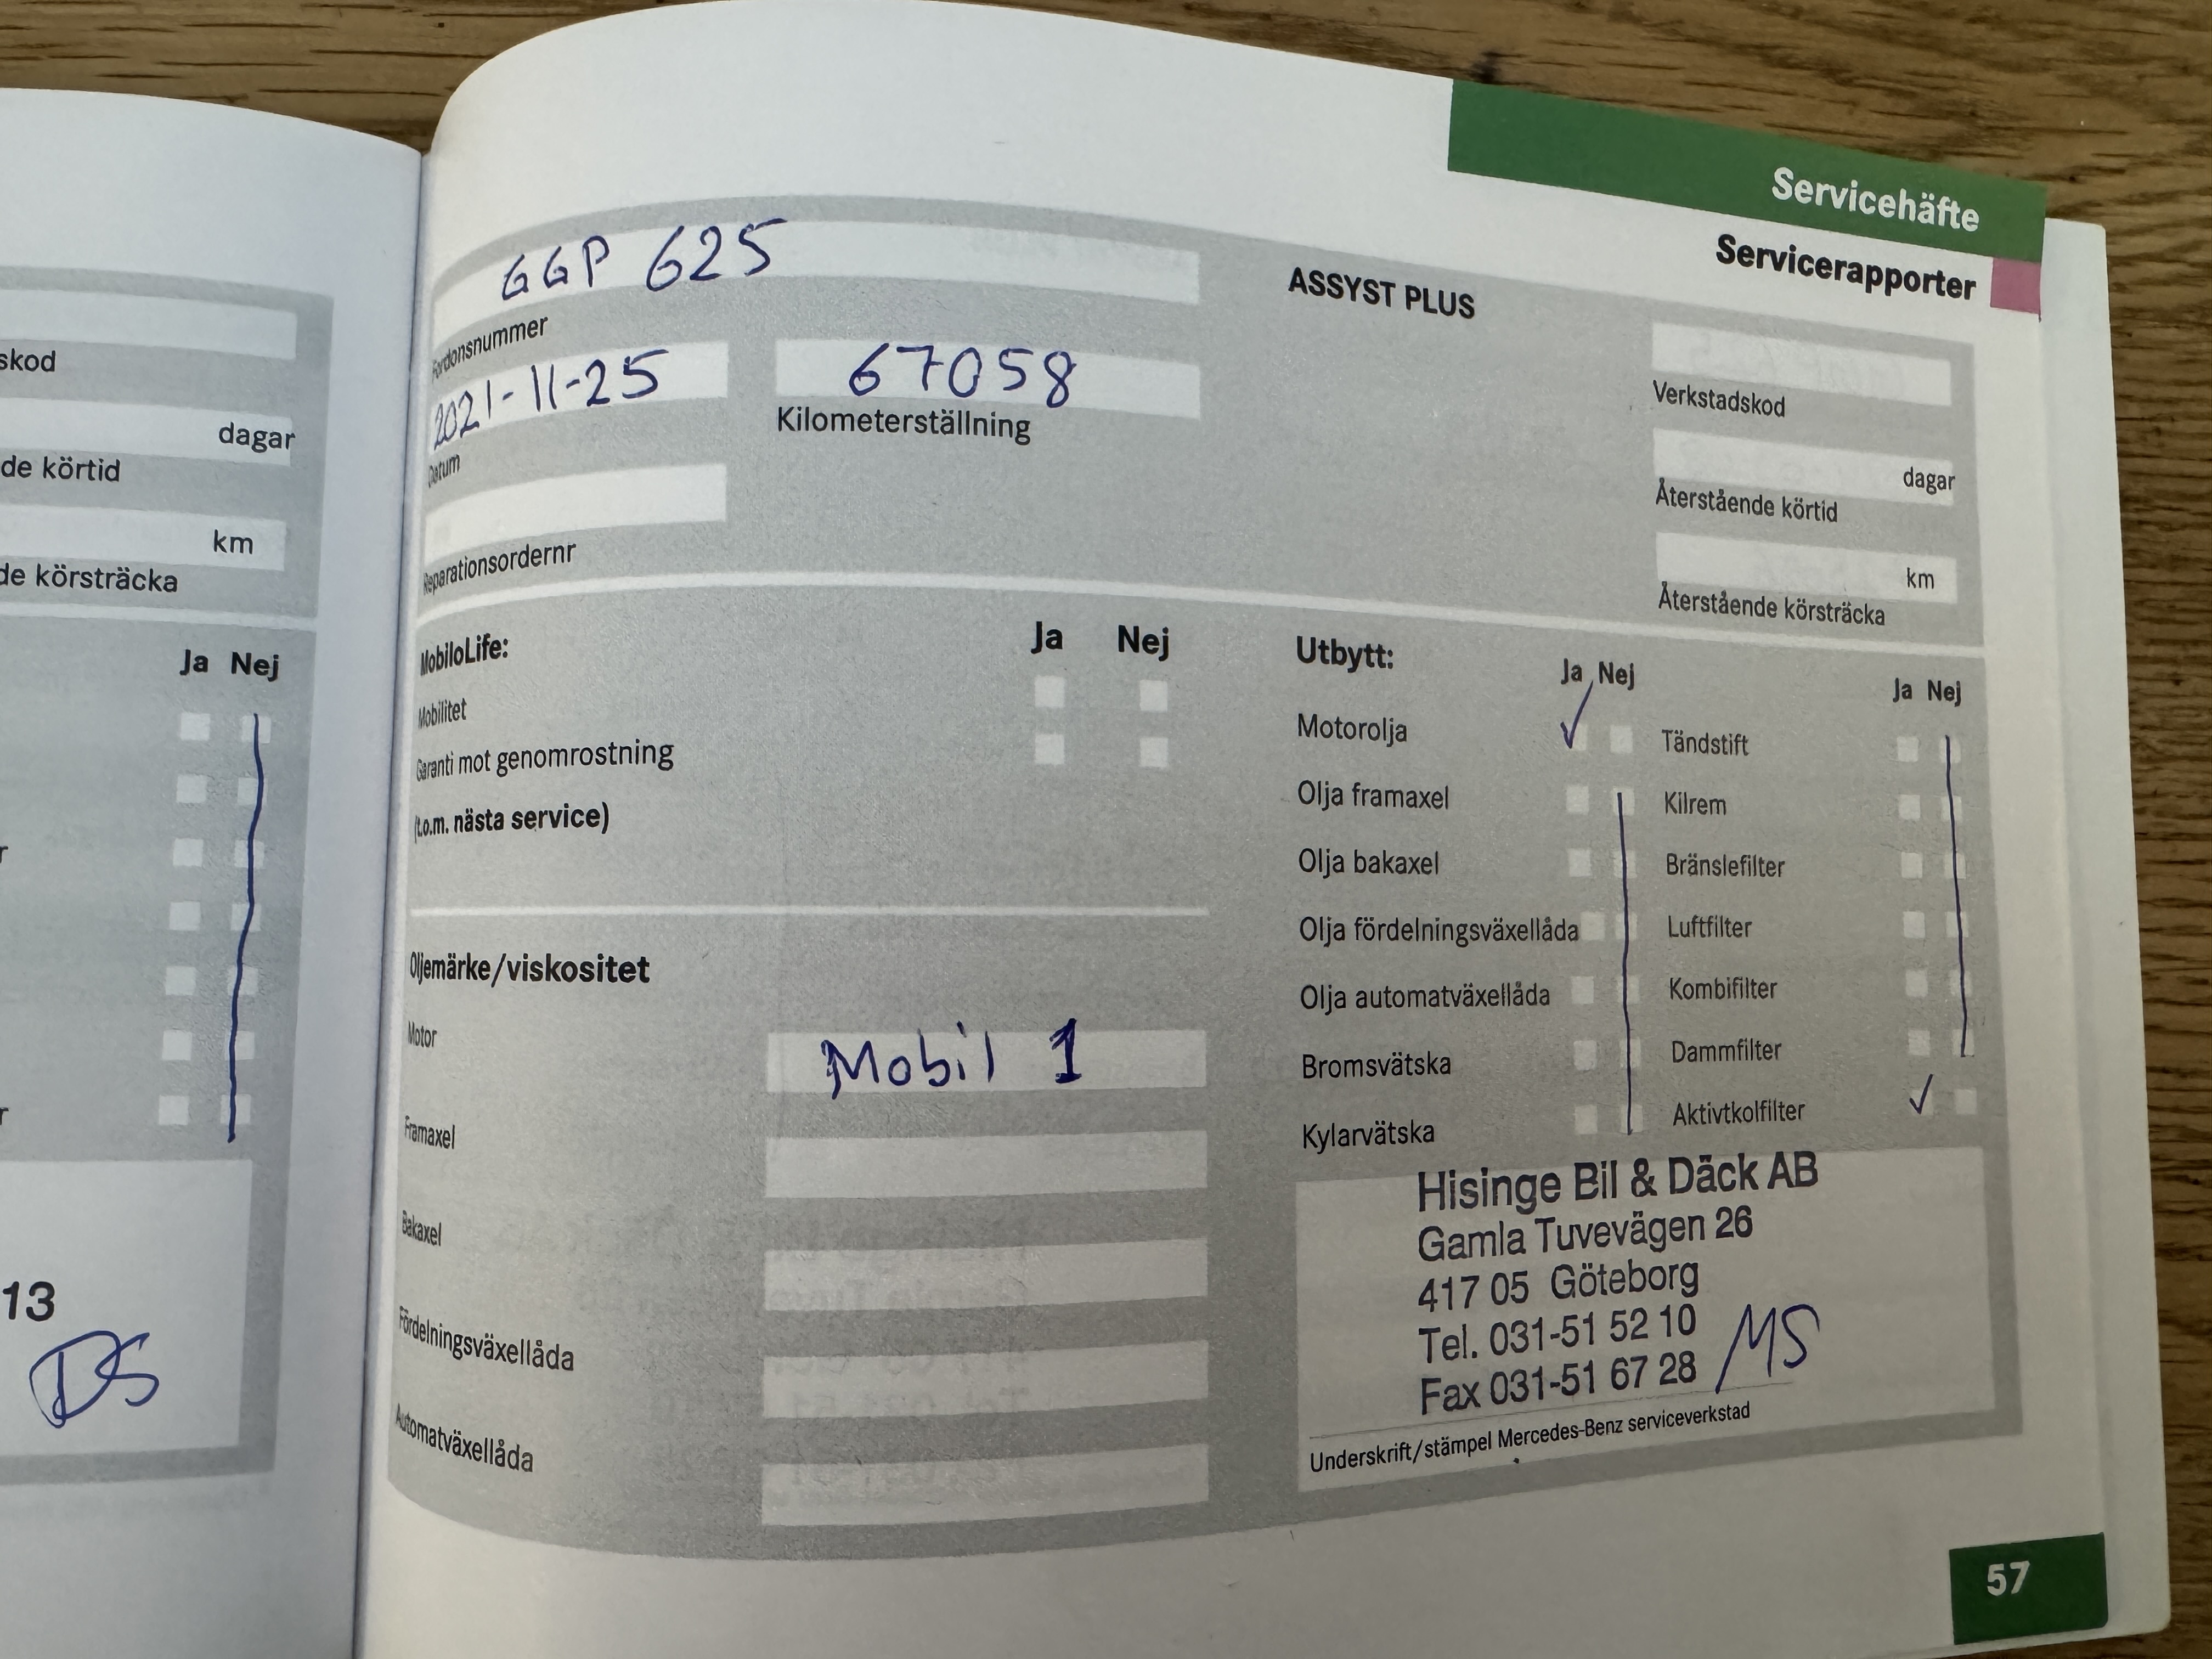 Servicehäfte
Servicerapporter
skod
dagar
de körtid
km
de körsträcka
Ja Nej
r
r
13
DS
GGP 625
Fordonsnummer
2021-11-25
Datum
67058
Kilometerställning
Reparationsordernr
ASSYST PLUS
Verkstadskod
dagar
Återstående körtid
km
Återstående körsträcka
MobiloLife:
Ja Nej
Mobilitet
Garanti mot genomrostning
(t.o.m. nästa service)
Oljemärke/viskositet
Motor
Mobil 1
Framaxel
Bakaxel
Fördelningsväxellåda
Automatväxellåda
Utbytt:
Ja Nej
Motorolja
Olja framaxel
Olja bakaxel
Olja fördelningsväxellåda
Olja automatväxellåda
Bromsvätska
Kylarvätska
Ja Nej
Tändstift
Kilrem
Bränslefilter
Luftfilter
Kombifilter
Dammfilter
Aktivtkolfilter
Hisinge Bil & Däck AB
Gamla Tuvevägen 26
417 05 Göteborg
Tel. 031-51 52 10
Fax 031-51 67 28
MS
Underskrift/stämpel Mercedes-Benz serviceverkstad
57